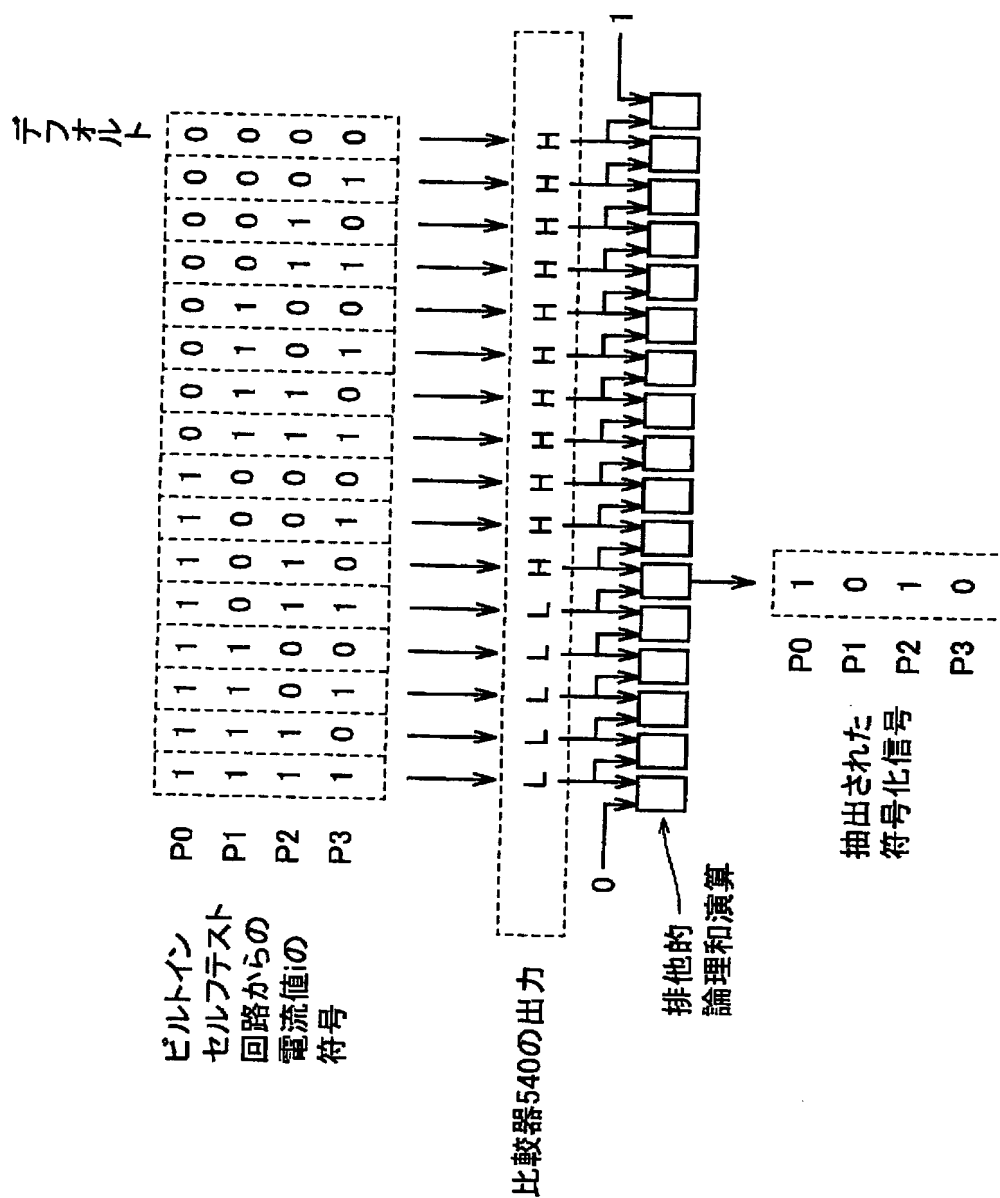 デフォルト
ビルトイン
セルフテスト
回路からの
電流値iの
符号
P0 1 1 1 1 1 1 1 1 0 0 0 0 0 0 0 0
P1 1 1 1 1 0 0 0 0 1 1 1 1 0 0 0 0
P2 1 1 0 0 1 1 0 0 1 1 0 0 1 1 0 0
P3 1 0 1 0 1 0 1 0 1 0 1 0 1 0 1 0
比較器540の出力 L L L L L H H H H H H H H H H H
0
1
排他的
論理和演算
抽出された
符号化信号
P0 1
P1 0
P2 1
P3 0